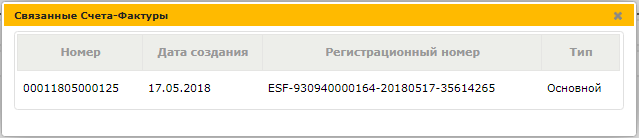 Связанные Счета-Фактуры
Номер Дата создания Регистрационный номер Тип
00011805000125 17.05.2018 ESF-930940000164-20180517-35614265 Основной